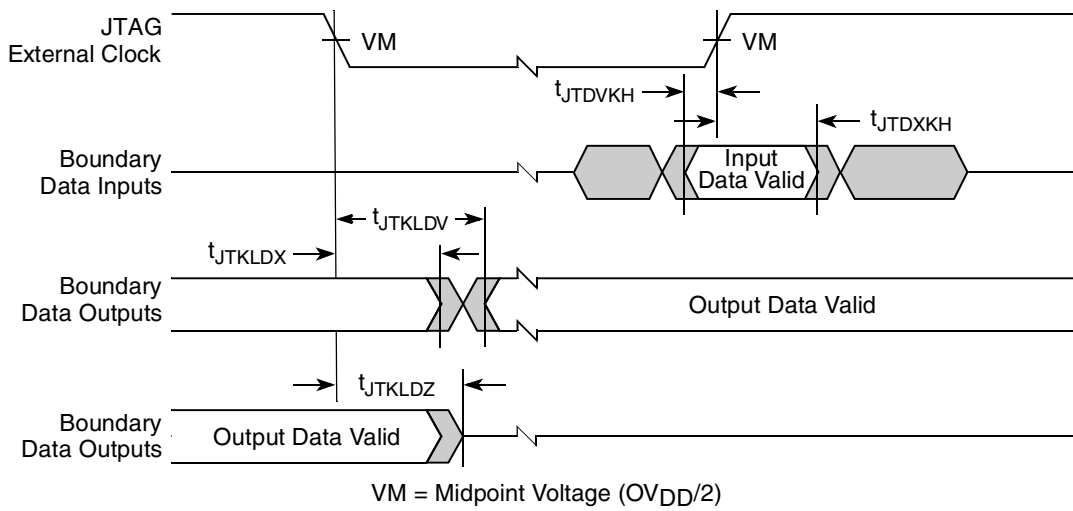 JTAG
External Clock
VM
VM
tJTDVKH
tJTDXKH
Boundary
Data Inputs
Input
Data Valid
tJTKLDV
tJTKLDX
Boundary
Data Outputs
Output Data Valid
tJTKLDZ
Boundary
Data Outputs
Output Data Valid
VM = Midpoint Voltage (OVDD/2)